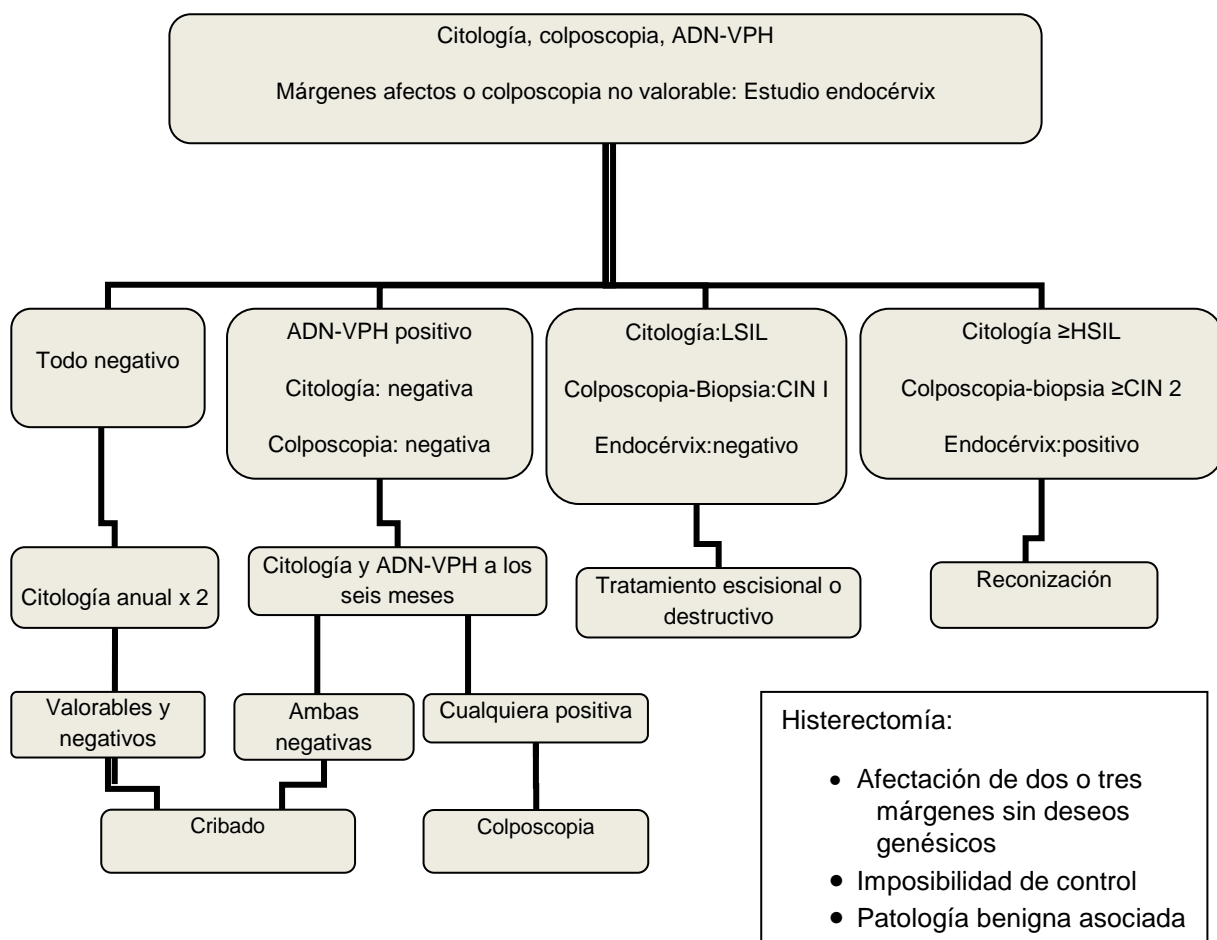 Citología, colposcopia, ADN-VPH
Márgenes afectos o colposcopia no valorable: Estudio endocérvix
Todo negativo
ADN-VPH positivo
Citología: negativa
Colposcopia: negativa
Citología:LSIL
Colposcopia-Biopsia:CIN I
Endocérvix:negativo
Citología ≥HSIL
Colposcopia-biopsia ≥CIN 2
Endocérvix:positivo
Citología anual x 2
Citología y ADN-VPH a los
seis meses
Tratamiento escisional o
destructivo
Reconización
Valorables y
negativos
Ambas
negativas
Cualquiera positiva
Cribado
Colposcopia
Histerectomía:
• Afectación de dos o tres
márgenes sin deseos
genésicos
• Imposibilidad de control
• Patología benigna asociada